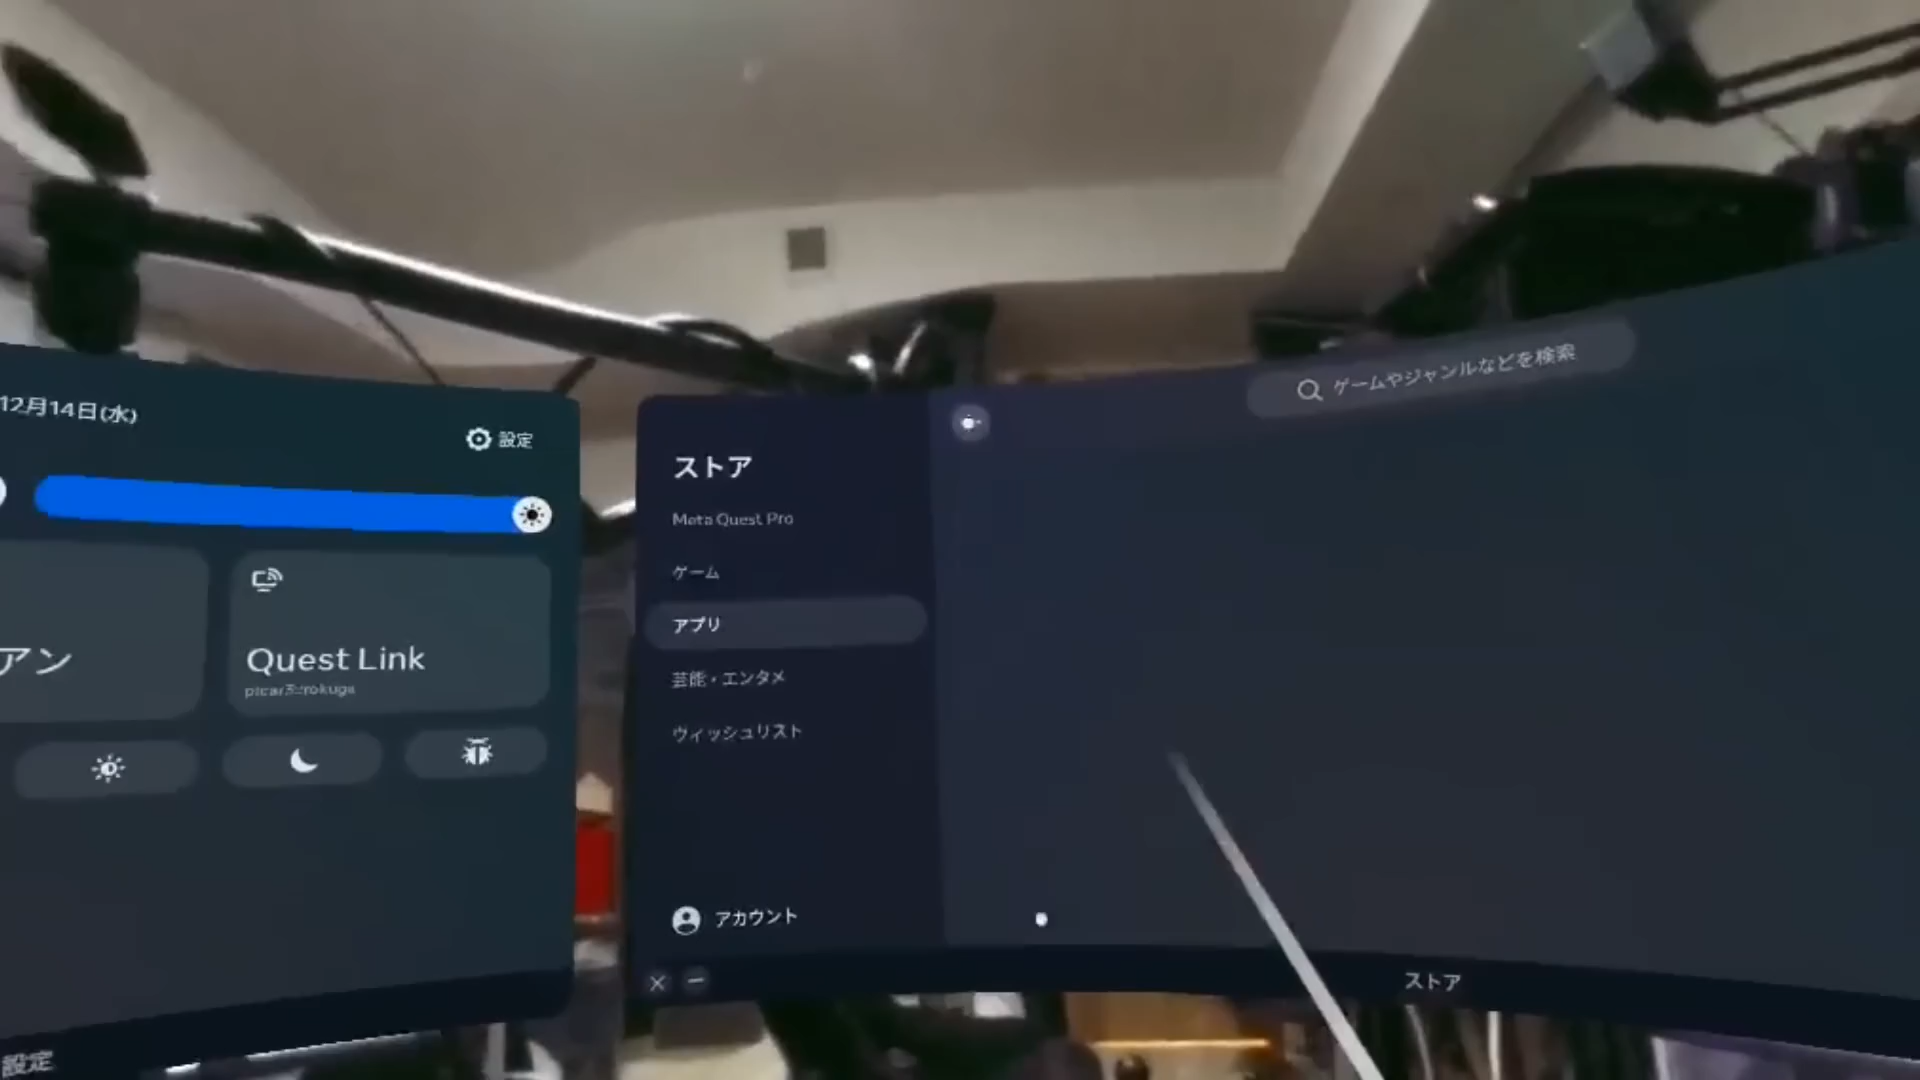 12月14日(水)
設定
アン
Quest Link
設定
ゲームやジャンルなどを検索
ストア
Meta Quest Pro
ゲーム
アプリ
芸能・エンタメ
ヴィッシュリスト
アカウント
ストア